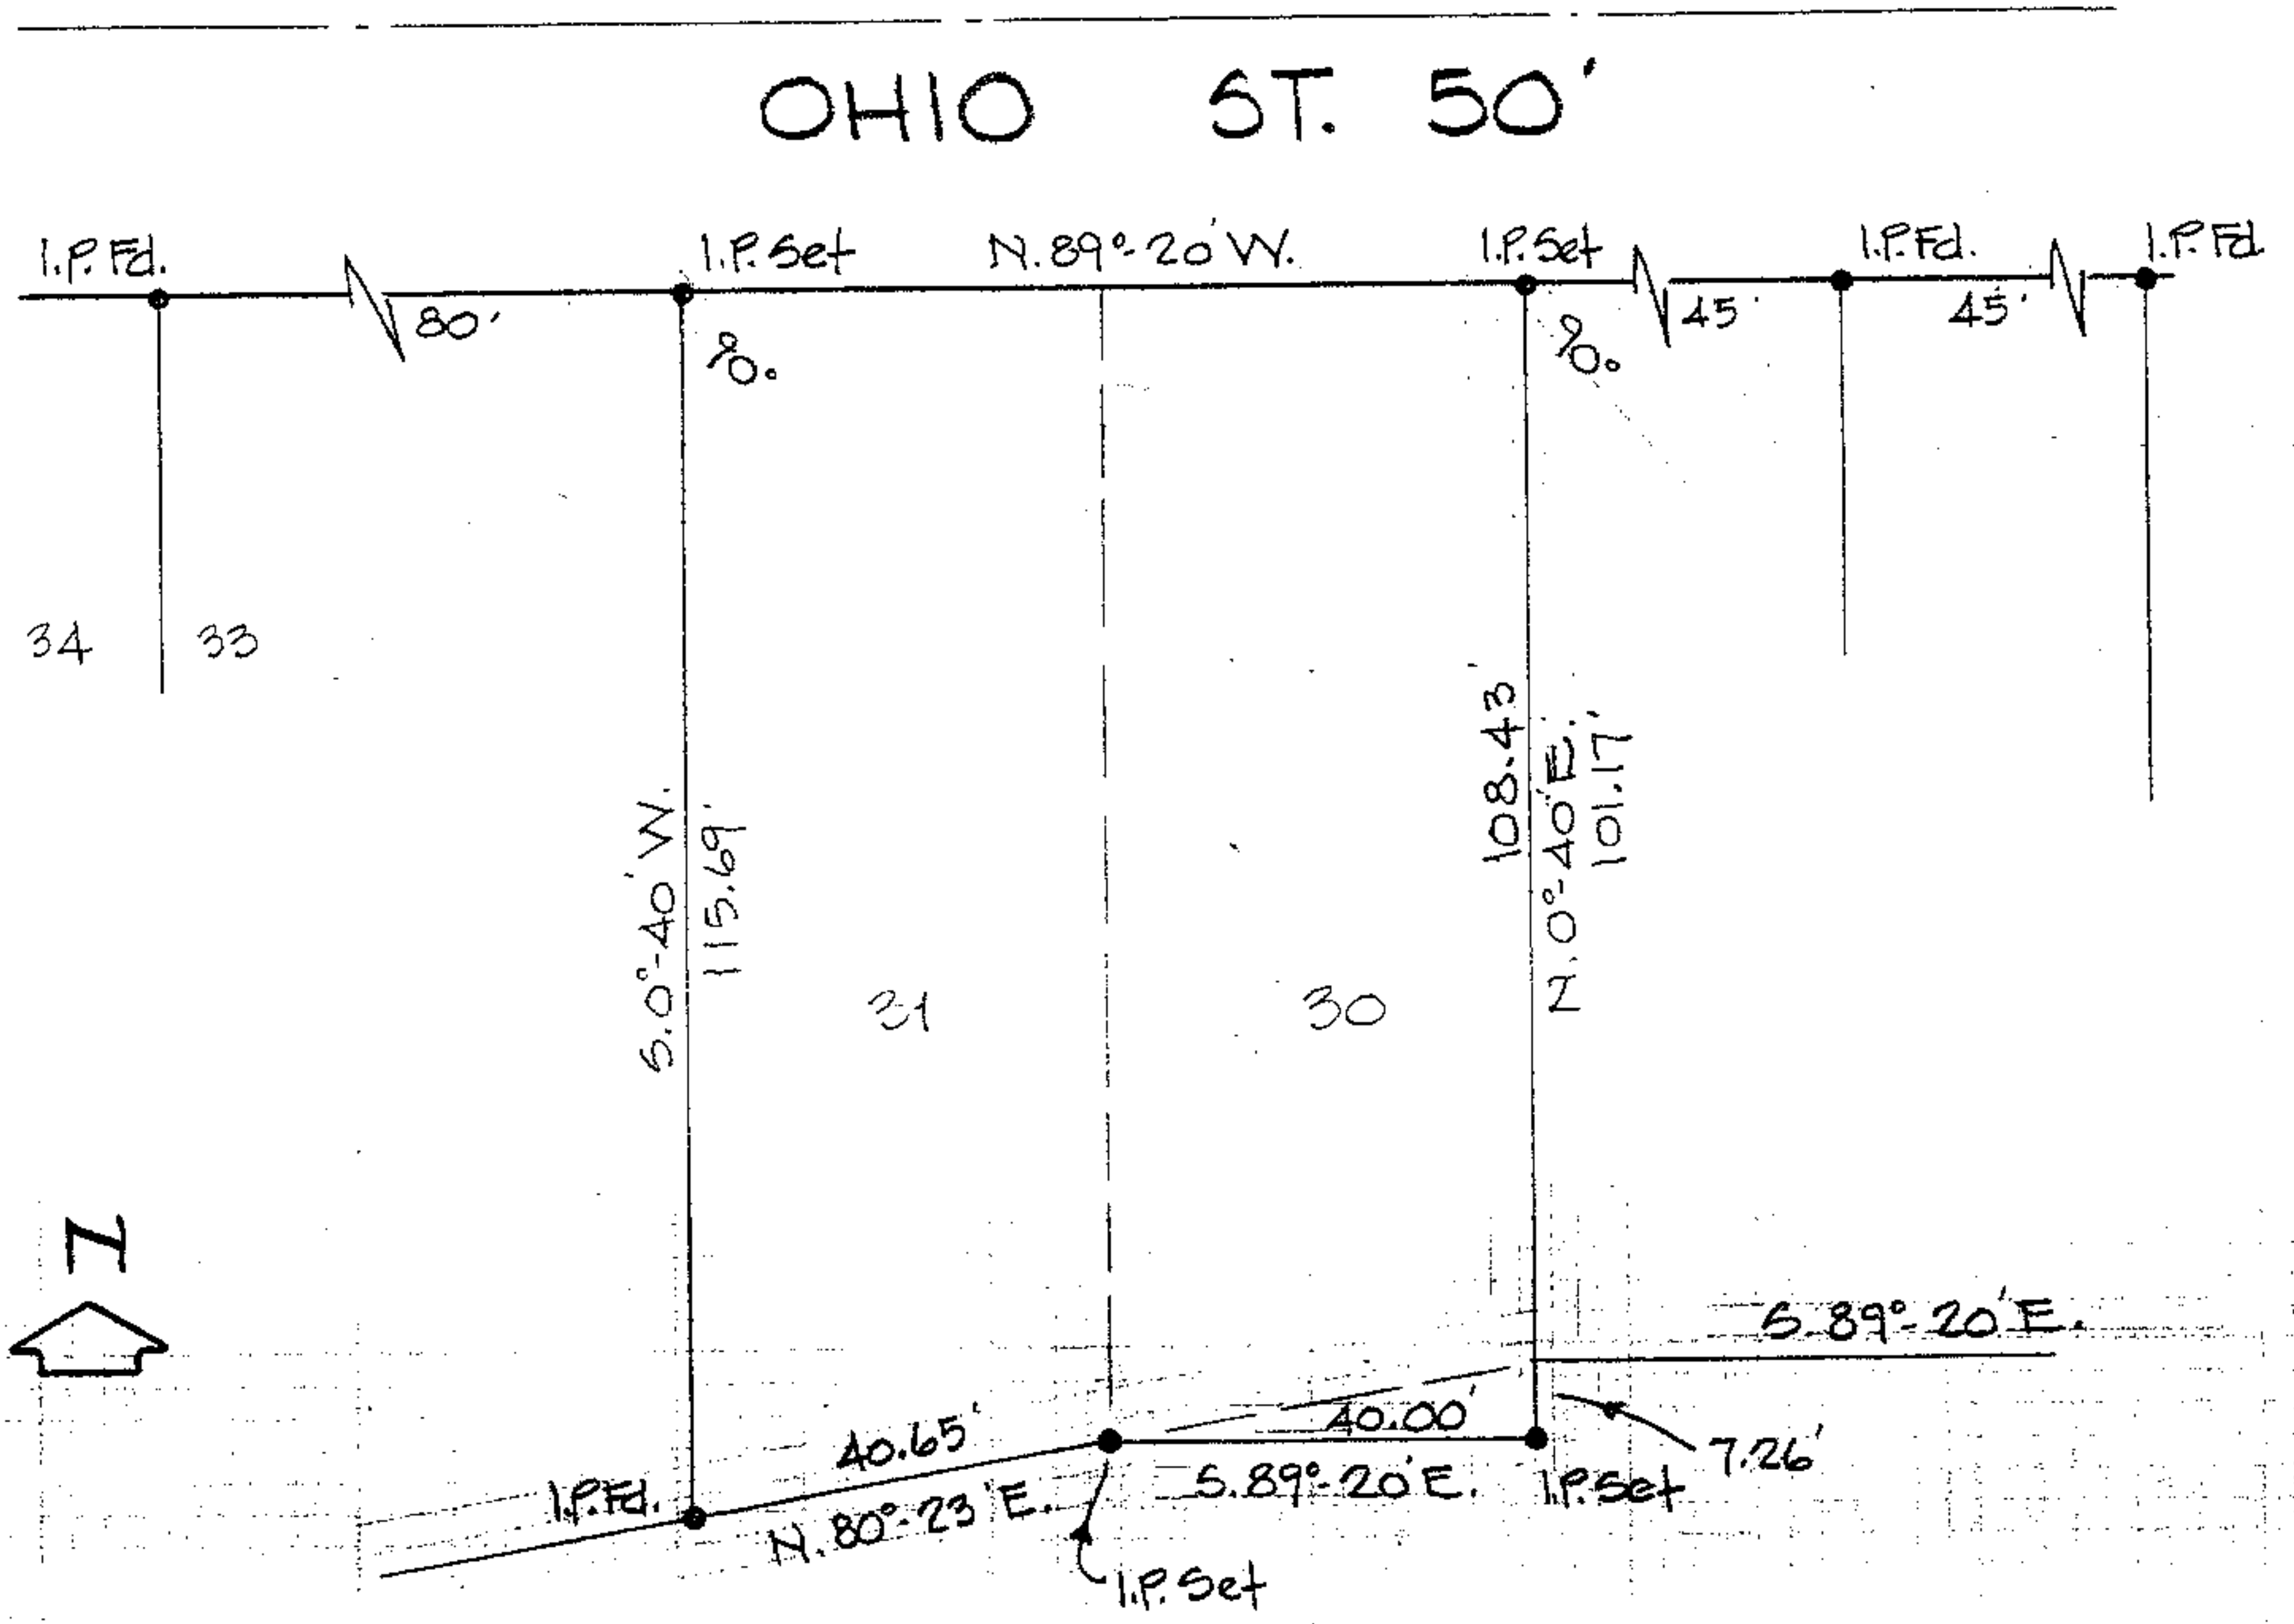 OHIO ST. 50'
I.P. Fd.
I.P. Set
N. 89°-20' W.
I.P. Set
I.P. Fd.
I.P. Fd.
80'
45'
45'
34
33
S. 0°-40' W.
115.69'
31
30
108.43'
N. 0°-40' E.
101.17'
N
S. 89°-20' E.
40.65'
40.00'
7.26'
I.P. Fd.
N. 80°-23' E.
S. 89°-20' E.
I.P. Set
I.P. Set